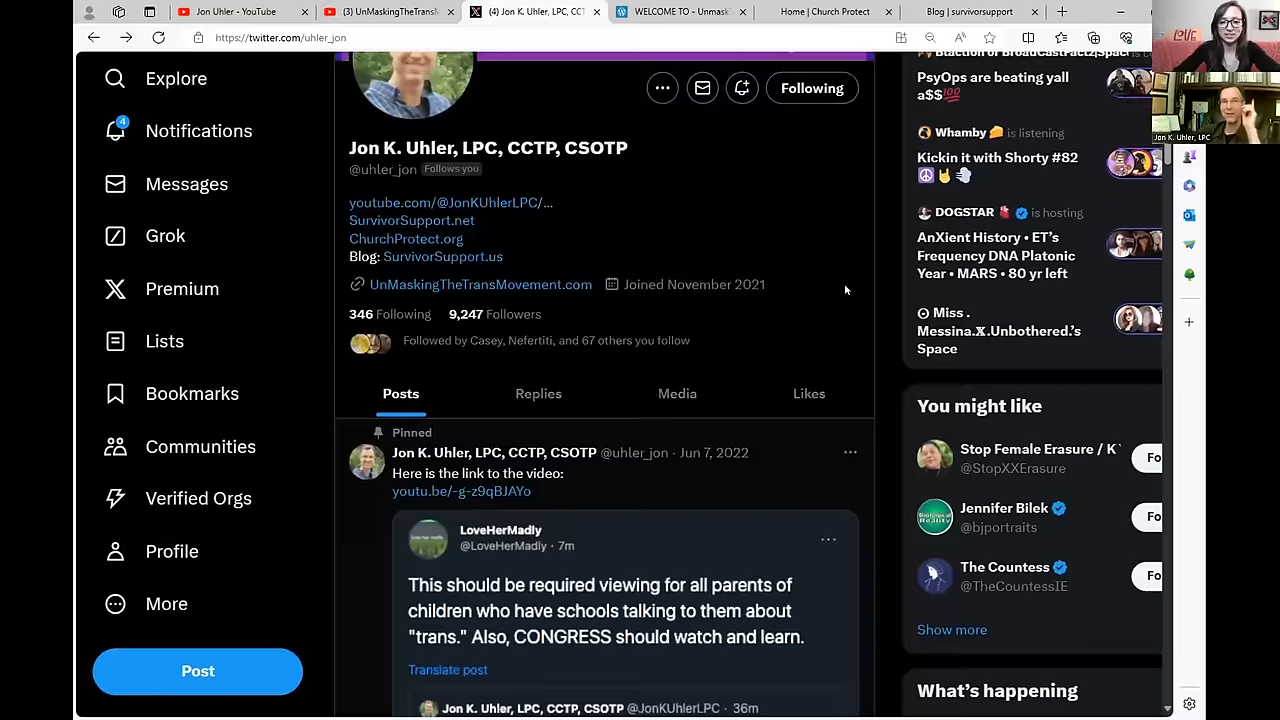 Jon Uhler - YouTube
(3) UnMaskingTheTransM
(4) Jon K. Uhler, LPC, CCT
WELCOME TO - Unmask
Home | Church Protect
Blog | survivorsupport
https://twitter.com/uhler_jon
LOVE
Jon K. Uhler, LPC
Explore
4
Notifications
Messages
Grok
Premium
Lists
Bookmarks
Communities
Verified Orgs
Profile
More
Post
Following
Jon K. Uhler, LPC, CCTP, CSOTP
@uhler_jon Follows you
youtube.com/@JonKUhlerLPC/...
SurvivorSupport.net
ChurchProtect.org
Blog: SurvivorSupport.us
UnMaskingTheTransMovement.com Joined November 2021
346 Following 9,247 Followers
Followed by Casey, Nefertiti, and 67 others you follow
Posts Replies Media Likes
Pinned
Jon K. Uhler, LPC, CCTP, CSOTP @uhler_jon · Jun 7, 2022
Here is the link to the video:
youtu.be/-g-z9qBJAYo
LoveHerMadly
@LoveHerMadly · 7m
This should be required viewing for all parents of
children who have schools talking to them about
"trans." Also, CONGRESS should watch and learn.
Translate post
Jon K. Uhler, LPC, CCTP, CSOTP @JonKUhlerLPC · 36m
PsyOps are beating yall
a$$💯
Whamby 🧀 is listening
Kickin it with Shorty #82
☮️🤘💨
DOGSTAR 🫀 is hosting
AnXient History • ET's
Frequency DNA Platonic
Year • MARS • 80 yr left
Miss .
Messina.X.Unbothered.'s
Space
You might like
Stop Female Erasure / K
@StopXXErasure
Fo
Jennifer Bilek
@bjportraits
Fo
The Countess
@TheCountessIE
Fo
Show more
What's happening